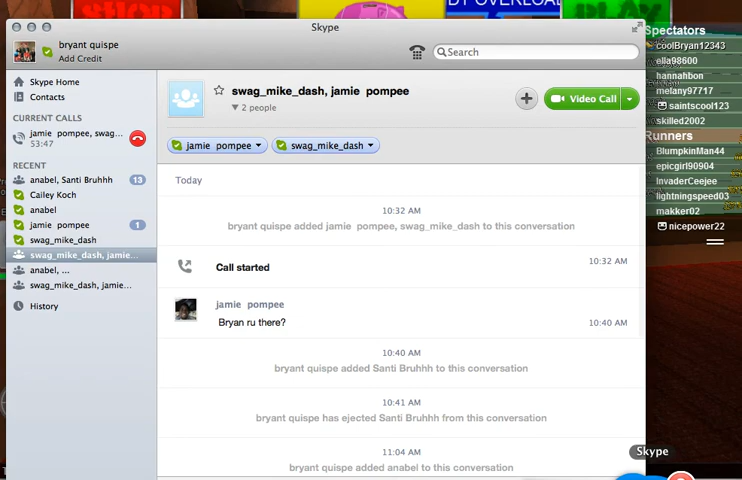 BY OVERLOAD
PLAY
Skype
bryant quispe
Add Credit
Search
Skype Home
Contacts
CURRENT CALLS
jamie pompee, swag_...
53:47
RECENT
anabel, Santi Bruhhh 13
Cailey Koch
anabel
jamie pompee 1
swag_mike_dash
swag_mike_dash, jamie...
anabel, ...
swag_mike_dash, jamie...
History
swag_mike_dash, jamie pompee
2 people
Video Call
jamie pompee
swag_mike_dash
Today
10:32 AM
bryant quispe added jamie pompee, swag_mike_dash to this conversation
Call started 10:32 AM
jamie pompee
Bryan ru there? 10:40 AM
10:40 AM
bryant quispe added Santi Bruhhh to this conversation
10:41 AM
bryant quispe has ejected Santi Bruhhh from this conversation
11:04 AM
bryant quispe added anabel to this conversation
Skype
Spectators
coolBryan12343
ella98600
hannahbon
melany97717
saintscool123
skilled2002
Runners
BlumpkinMan44
epicgirl90904
InvaderCeejee
lightningspeed03
makker02
nicepower22